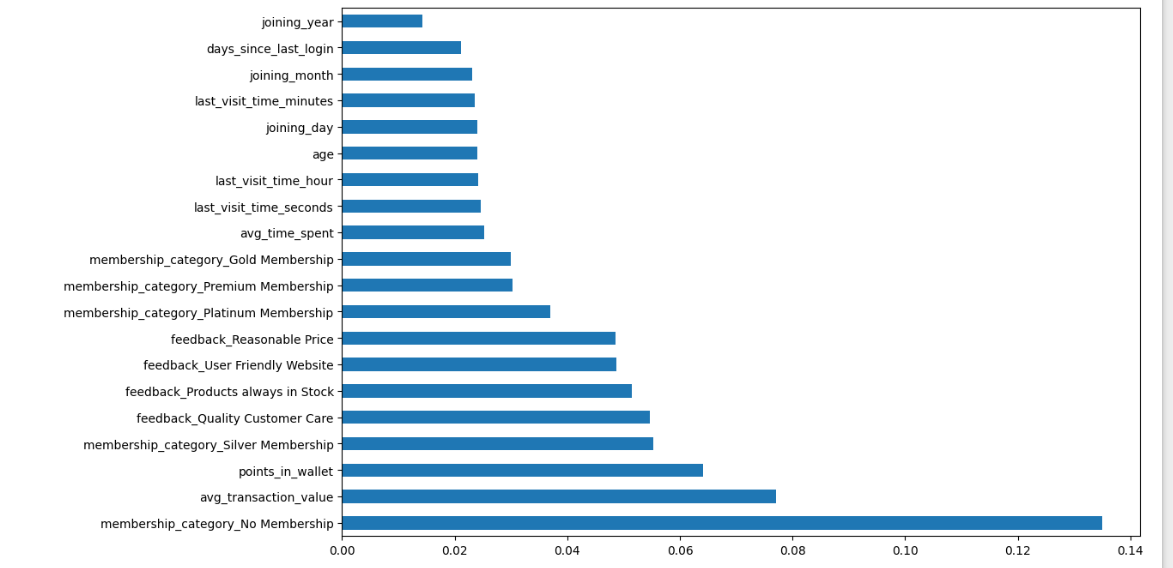 joining_year
days_since_last_login
joining_month
last_visit_time_minutes
joining_day
age
last_visit_time_hour
last_visit_time_seconds
avg_time_spent
membership_category_Gold Membership
membership_category_Premium Membership
membership_category_Platinum Membership
feedback_Reasonable Price
feedback_User Friendly Website
feedback_Products always in Stock
feedback_Quality Customer Care
membership_category_Silver Membership
points_in_wallet
avg_transaction_value
membership_category_No Membership
0.00 0.02 0.04 0.06 0.08 0.10 0.12 0.14